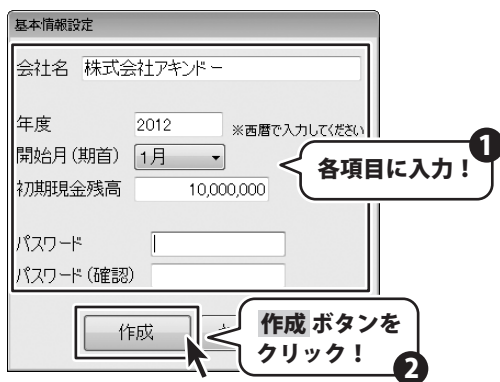 基本情報設定
会社名 株式会社アキンドー
年度 2012 ※西暦で入力してください
開始月(期首) 1月
初期現金残高 10,000,000
❶
各項目に入力！
パスワード
パスワード(確認)
作成
作成 ボタンを
クリック！
❷